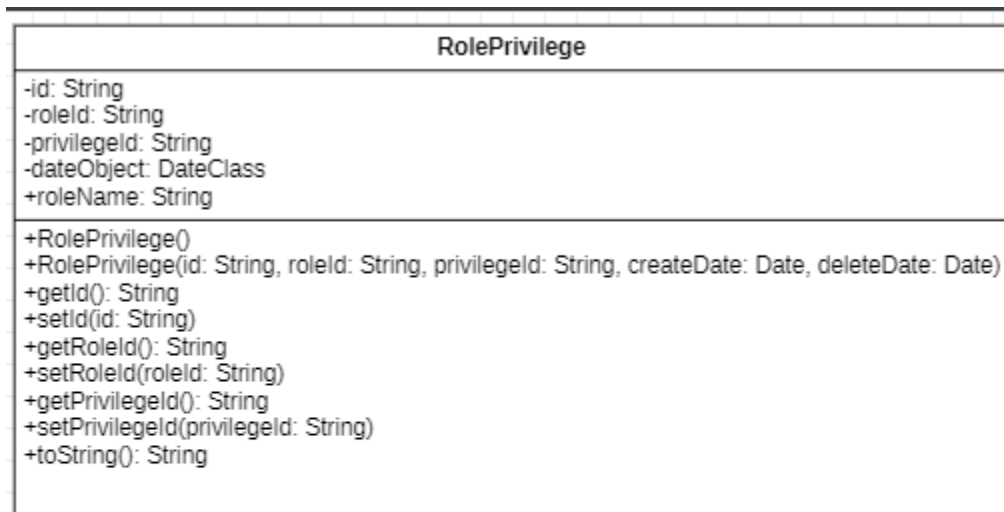 RolePrivilege
-id: String
-roleId: String
-privilegeId: String
-dateObject: DateClass
+roleName: String
+RolePrivilege()
+RolePrivilege(id: String, roleId: String, privilegeId: String, createDate: Date, deleteDate: Date)
+getId(): String
+setId(id: String)
+getRoleId(): String
+setRoleId(roleId: String)
+getPrivilegeId(): String
+setPrivilegeId(privilegeId: String)
+toString(): String